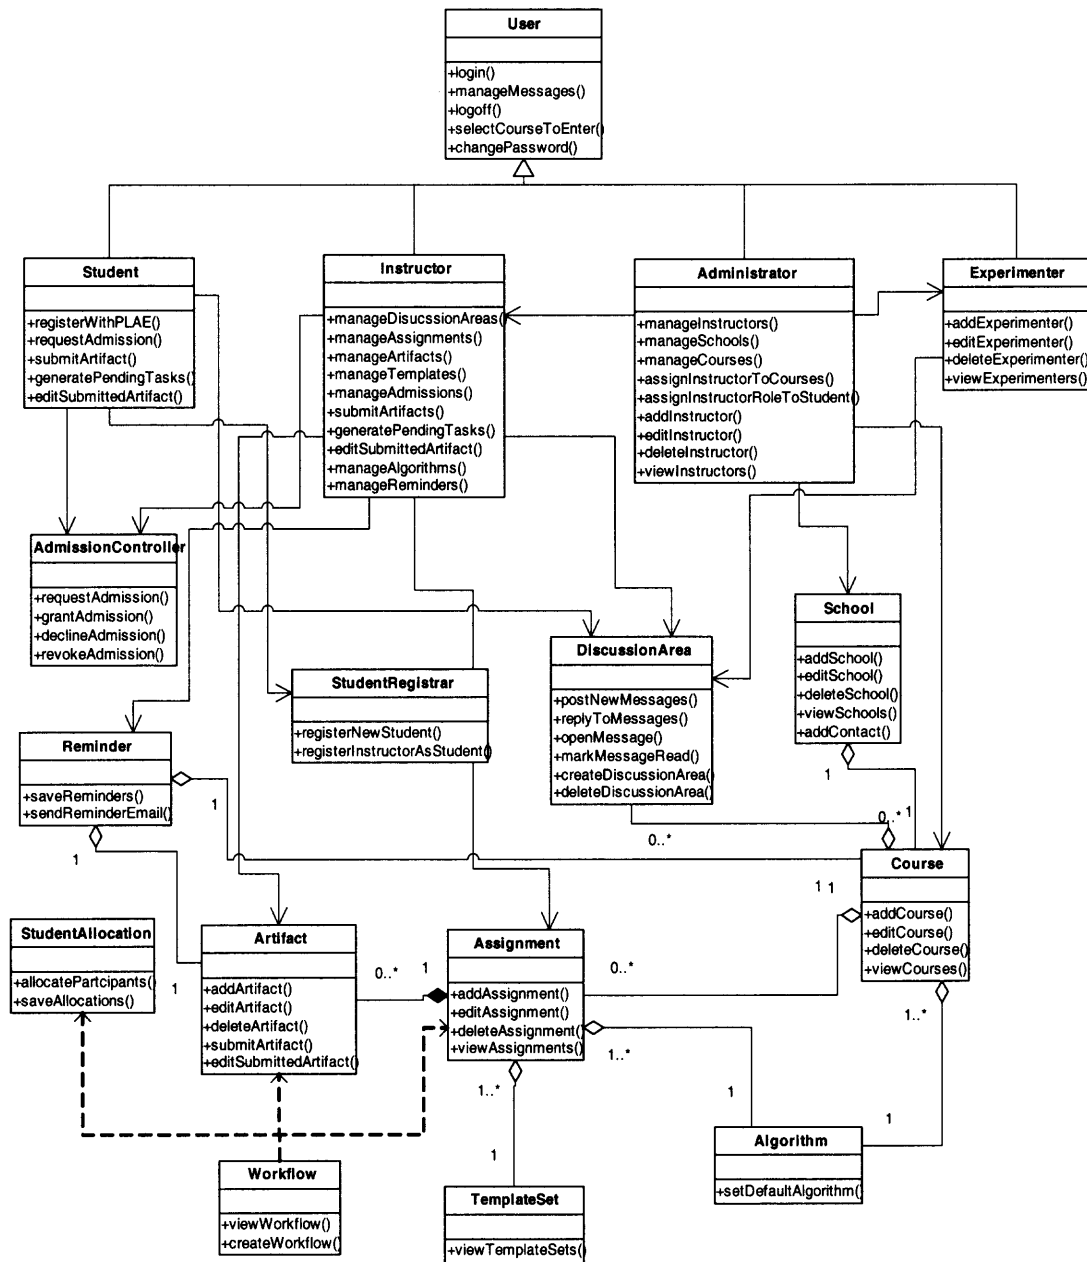 User
+login()
+manageMessages()
+logoff()
+selectCourseToEnter()
+changePassword()
Student
+registerWithPLAE()
+requestAdmission()
+submitArtifact()
+generatePendingTasks()
+editSubmittedArtifact()
Instructor
+manageDisucssionAreas()
+manageAssignments()
+manageArtifacts()
+manageTemplates()
+manageAdmissions()
+submitArtifacts()
+generatePendingTasks()
+editSubmittedArtifact()
+manageAlgorithms()
+manageReminders()
Administrator
+manageInstructors()
+manageSchools()
+manageCourses()
+assignInstructorToCourses()
+assignInstructorRoleToStudent()
+addInstructor()
+editInstructor()
+deleteInstructor()
+viewInstructors()
Experimenter
+addExperimenter()
+editExperimenter()
+deleteExperimenter()
+viewExperimenters()
AdmissionController
+requestAdmission()
+grantAdmission()
+declineAdmission()
+revokeAdmission()
School
+addSchool()
+editSchool()
+deleteSchool()
+viewSchools()
+addContact()
DiscussionArea
+postNewMessages()
+replyToMessages()
+openMessage()
+markMessageRead()
+createDiscussionArea()
+deleteDiscussionArea()
StudentRegistrar
+registerNewStudent()
+registerInstructorAsStudent()
Reminder
+saveReminders()
+sendReminderEmail()
1
1
1
1
0..*
0..*
Course
+addCourse()
+editCourse()
+deleteCourse()
+viewCourses()
1 1
1..*
StudentAllocation
+allocatePartcipants()
+saveAllocations()
1
Artifact
+addArtifact()
+editArtifact()
+deleteArtifact()
+submitArtifact()
+editSubmittedArtifact()
0..*
1
Assignment
+addAssignment()
+editAssignment()
+deleteAssignment()
+viewAssignments()
0..*
1..*
1..*
1
1
1
Algorithm
+setDefaultAlgorithm()
Workflow
+viewWorkflow()
+createWorkflow()
TemplateSet
+viewTemplateSets()